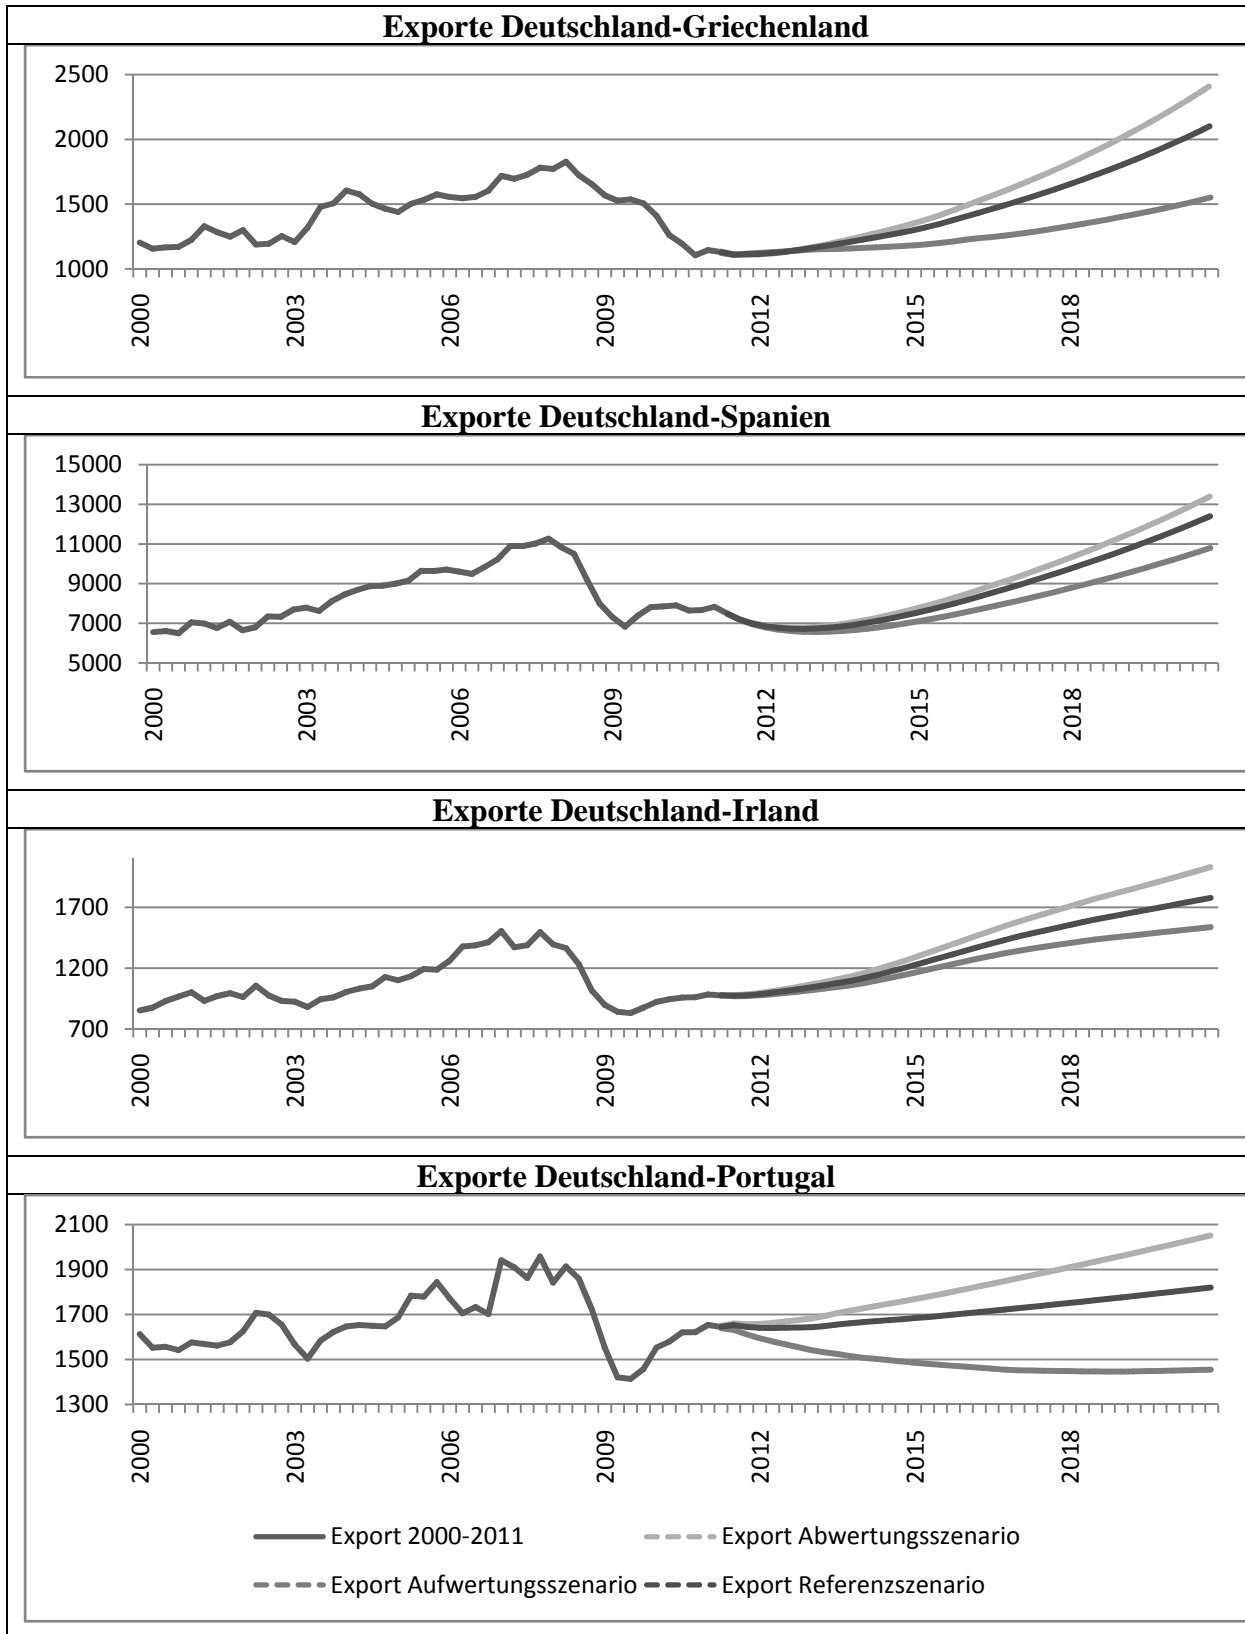 Exporte Deutschland-Griechenland
2500
2000
1500
1000
2000 2003 2006 2009 2012 2015 2018
Exporte Deutschland-Spanien
15000
13000
11000
9000
7000
5000
2000 2003 2006 2009 2012 2015 2018
Exporte Deutschland-Irland
1700
1200
700
2000 2003 2006 2009 2012 2015 2018
Exporte Deutschland-Portugal
2100
1900
1700
1500
1300
2000 2003 2006 2009 2012 2015 2018
Export 2000-2011 Export Abwertungsszenario
Export Aufwertungsszenario Export Referenzszenario